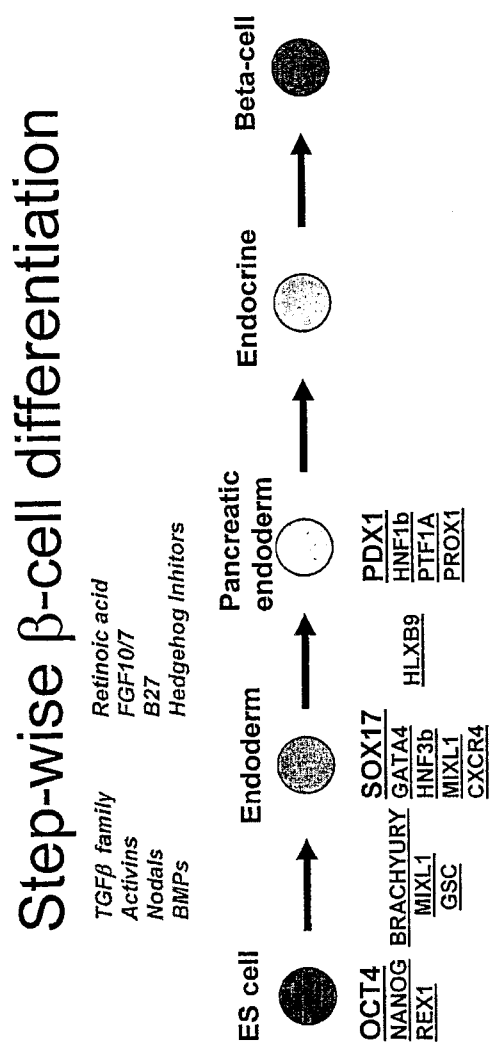 Step-wise β-cell differentiation
TGFβ family
Activins
Nodals
BMPs
Retinoic acid
FGF10/7
B27
Hedgehog Inhitors
ES cell
Endoderm
Pancreatic
endoderm
Endocrine
Beta-cell
OCT4
NANOG
REX1
BRACHYURY
MIXL1
GSC
SOX17
GATA4
HNF3b
MIXL1
CXCR4
HLXB9
PDX1
HNF1b
PTF1A
PROX1